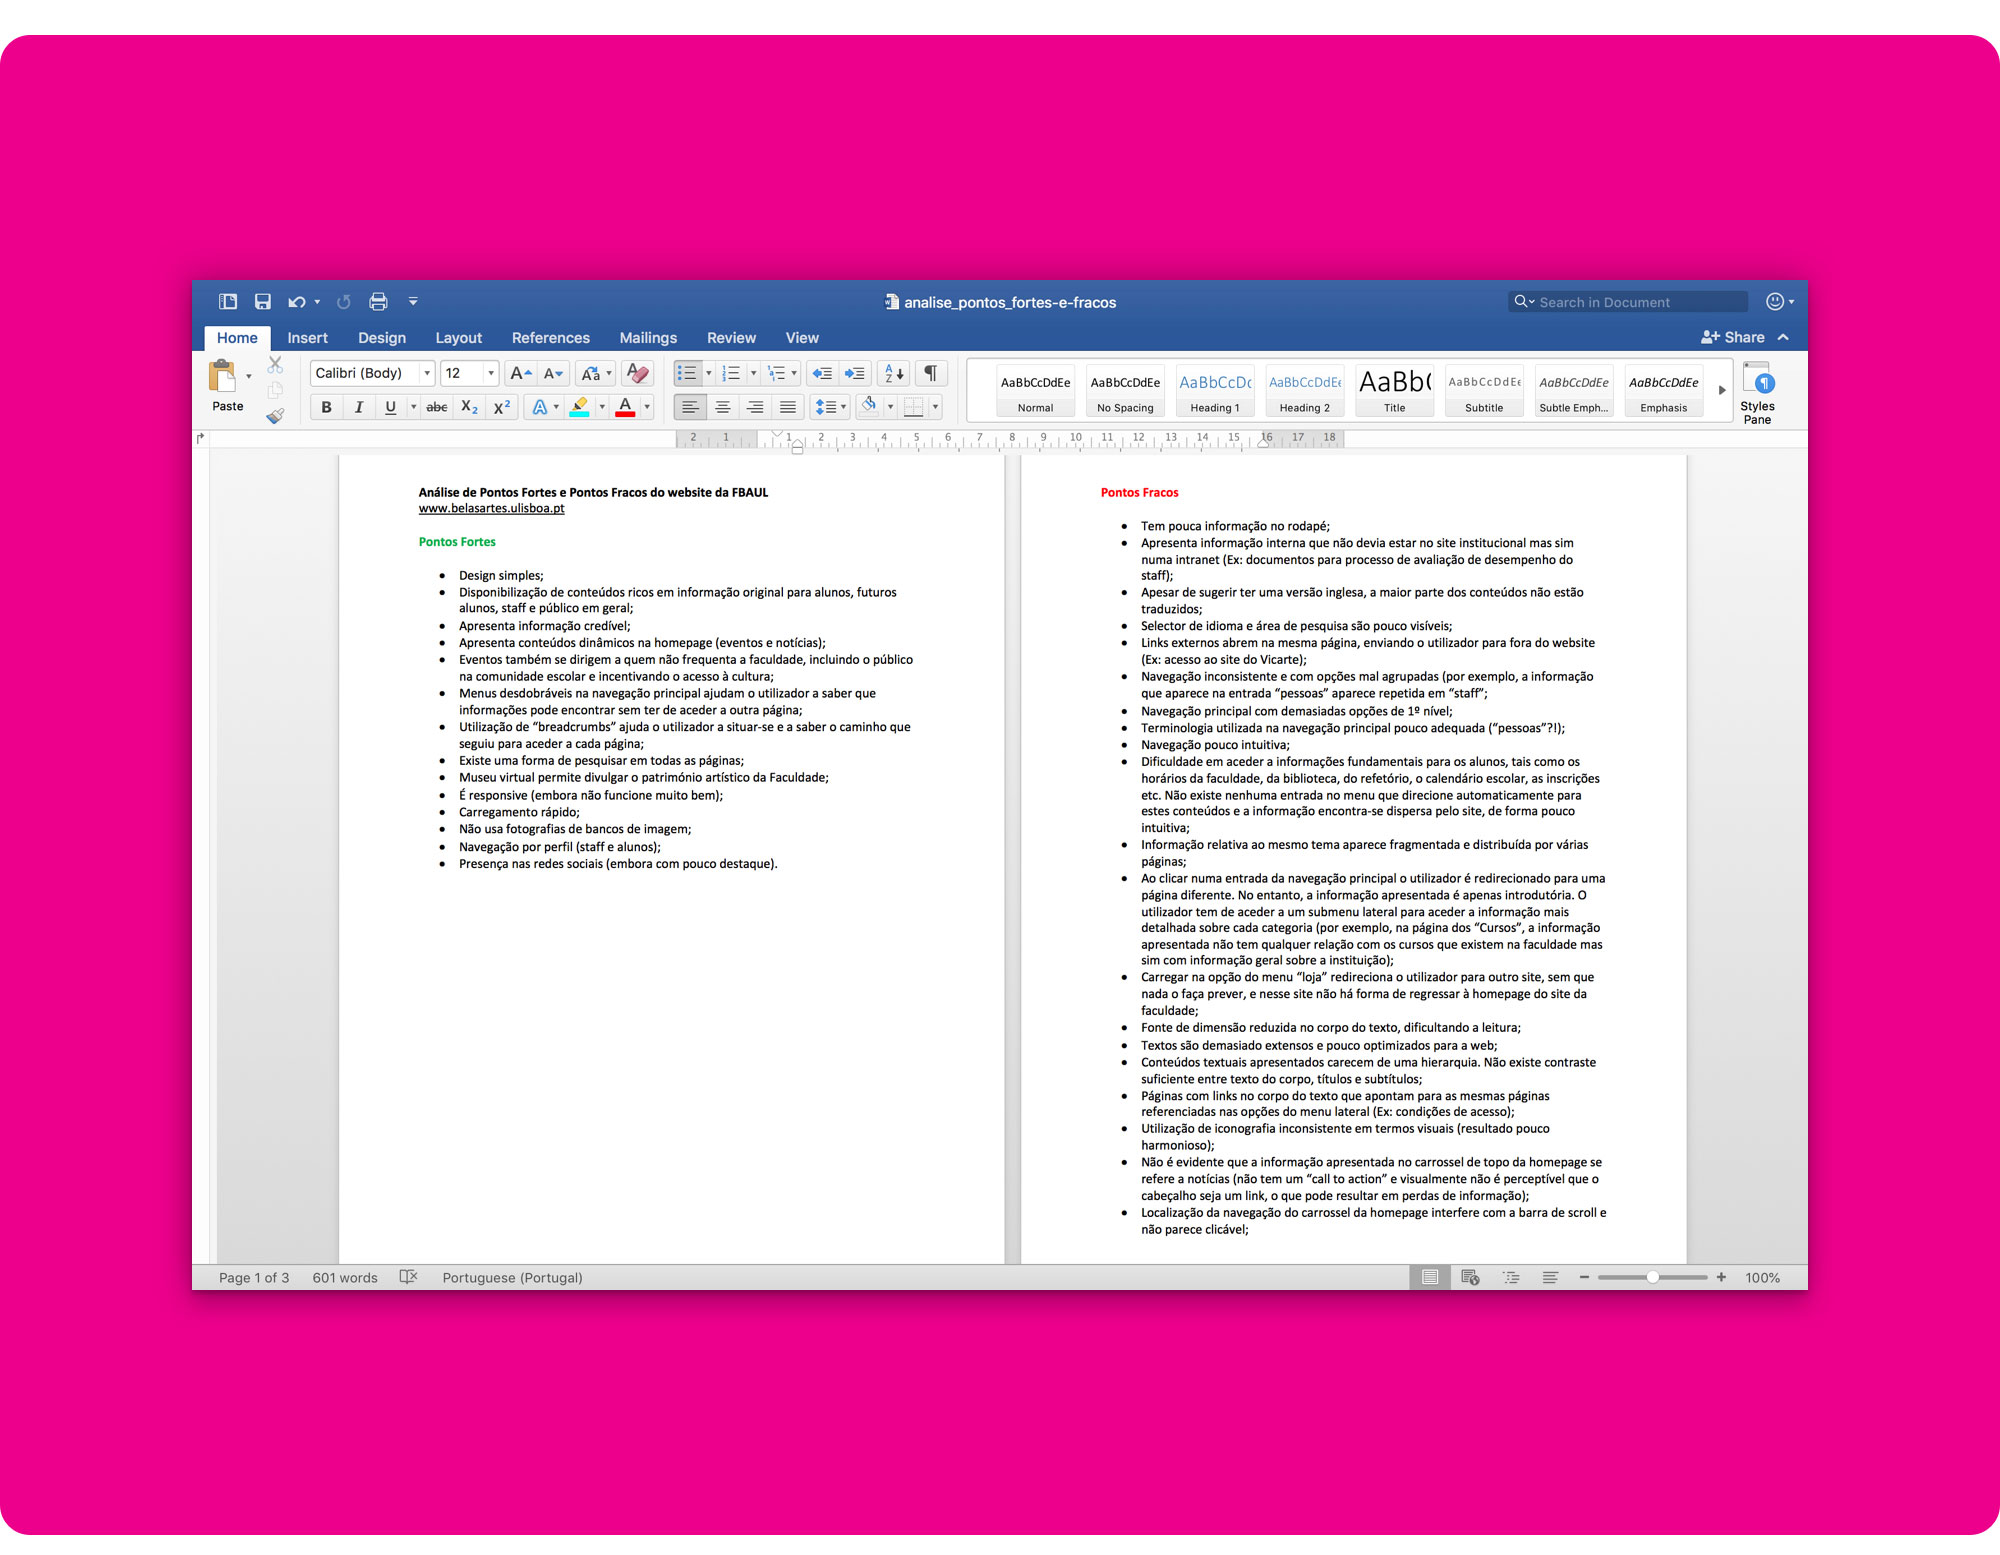 analise_pontos_fortes-e-fracos
Search in Document
Home Insert Design Layout References Mailings Review View
Share
Paste
Calibri (Body) 12
AaBbCcDdEe AaBbCcDdEe AaBbCcDc AaBbCcDdEe AaBb( AaBbCcDdEe AaBbCcDdEe AaBbCcDdEe
Normal No Spacing Heading 1 Heading 2 Title Subtitle Subtle Emph... Emphasis
Styles
Pane
2 1 1 2 3 4 5 6 7 8 9 10 11 12 13 14 15 16 17 18
Análise de Pontos Fortes e Pontos Fracos do website da FBAUL
www.belasartes.ulisboa.pt
Pontos Fortes
• Design simples;
• Disponibilização de conteúdos ricos em informação original para alunos, futuros
alunos, staff e público em geral;
• Apresenta informação credível;
• Apresenta conteúdos dinâmicos na homepage (eventos e notícias);
• Eventos também se dirigem a quem não frequenta a faculdade, incluindo o público
na comunidade escolar e incentivando o acesso à cultura;
• Menus desdobráveis na navegação principal ajudam o utilizador a saber que
informações pode encontrar sem ter de aceder a outra página;
• Utilização de “breadcrumbs” ajuda o utilizador a situar-se e a saber o caminho que
seguiu para aceder a cada página;
• Existe uma forma de pesquisar em todas as páginas;
• Museu virtual permite divulgar o património artístico da Faculdade;
• É responsive (embora não funcione muito bem);
• Carregamento rápido;
• Não usa fotografias de bancos de imagem;
• Navegação por perfil (staff e alunos);
• Presença nas redes sociais (embora com pouco destaque).
Pontos Fracos
• Tem pouca informação no rodapé;
• Apresenta informação interna que não devia estar no site institucional mas sim
numa intranet (Ex: documentos para processo de avaliação de desempenho do
staff);
• Apesar de sugerir ter uma versão inglesa, a maior parte dos conteúdos não estão
traduzidos;
• Selector de idioma e área de pesquisa são pouco visíveis;
• Links externos abrem na mesma página, enviando o utilizador para fora do website
(Ex: acesso ao site do Vicarte);
• Navegação inconsistente e com opções mal agrupadas (por exemplo, a informação
que aparece na entrada “pessoas” aparece repetida em “staff”;
• Navegação principal com demasiadas opções de 1º nível;
• Terminologia utilizada na navegação principal pouco adequada (“pessoas”?!);
• Navegação pouco intuitiva;
• Dificuldade em aceder a informações fundamentais para os alunos, tais como os
horários da faculdade, da biblioteca, do refetório, o calendário escolar, as inscrições
etc. Não existe nenhuma entrada no menu que direcione automaticamente para
estes conteúdos e a informação encontra-se dispersa pelo site, de forma pouco
intuitiva;
• Informação relativa ao mesmo tema aparece fragmentada e distribuída por várias
páginas;
• Ao clicar numa entrada da navegação principal o utilizador é redirecionado para uma
página diferente. No entanto, a informação apresentada é apenas introdutória. O
utilizador tem de aceder a um submenu lateral para aceder a informação mais
detalhada sobre cada categoria (por exemplo, na página dos “Cursos”, a informação
apresentada não tem qualquer relação com os cursos que existem na faculdade mas
sim com informação geral sobre a instituição);
• Carregar na opção do menu “loja” redireciona o utilizador para outro site, sem que
nada o faça prever, e nesse site não há forma de regressar à homepage do site da
faculdade;
• Fonte de dimensão reduzida no corpo do texto, dificultando a leitura;
• Textos são demasiado extensos e pouco optimizados para a web;
• Conteúdos textuais apresentados carecem de uma hierarquia. Não existe contraste
suficiente entre texto do corpo, títulos e subtítulos;
• Páginas com links no corpo do texto que apontam para as mesmas páginas
referenciadas nas opções do menu lateral (Ex: condições de acesso);
• Utilização de iconografia inconsistente em termos visuais (resultado pouco
harmonioso);
• Não é evidente que a informação apresentada no carrossel de topo da homepage se
refere a notícias (não tem um “call to action” e visualmente não é perceptível que o
cabeçalho seja um link, o que pode resultar em perdas de informação);
• Localização da navegação do carrossel da homepage interfere com a barra de scroll e
não parece clicável;
Page 1 of 3 601 words Portuguese (Portugal) 100%